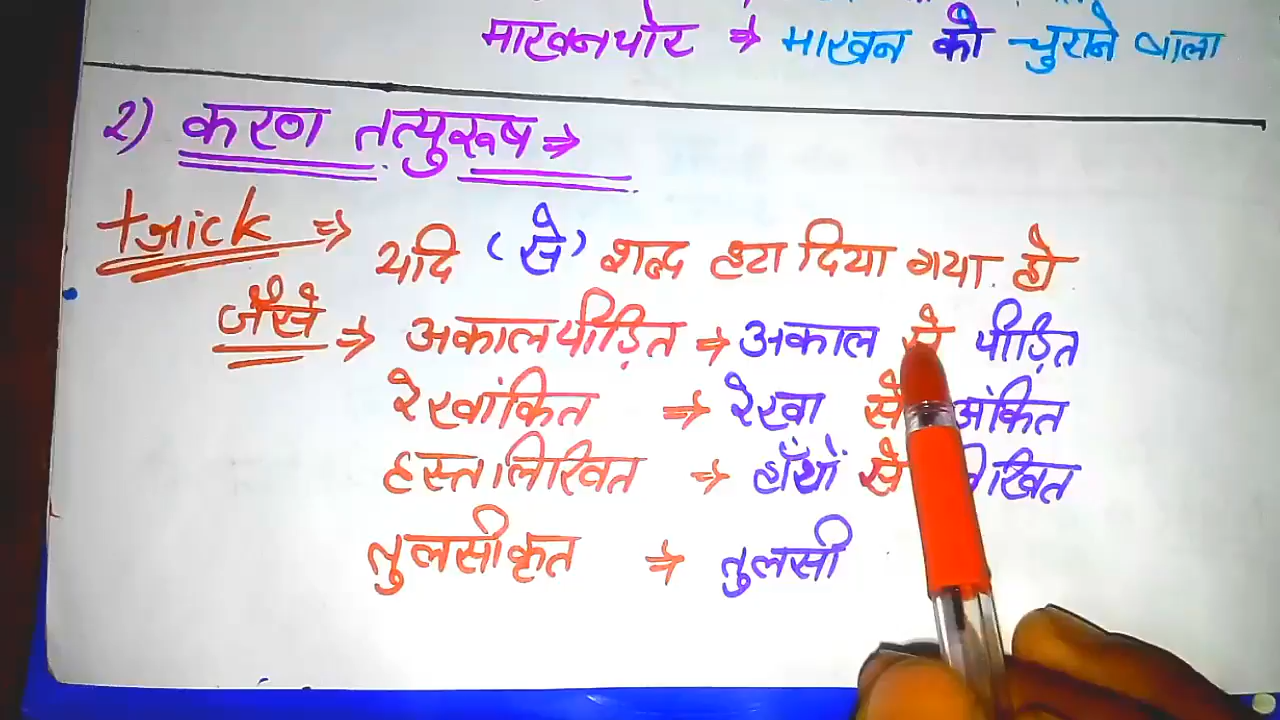 माखनचोर ⇒ माखन को चुराने वाला
2) करण तत्पुरुष ⇒
trick ⇒ यदि (से) शब्द हटा दिया गया हो
जैसे ⇒ अकालपीड़ित ⇒ अकाल से पीड़ित
रेखांकित ⇒ रेखा से अंकित
हस्तलिखित ⇒ हाँथों से लिखित
तुलसीकृत ⇒ तुलसी